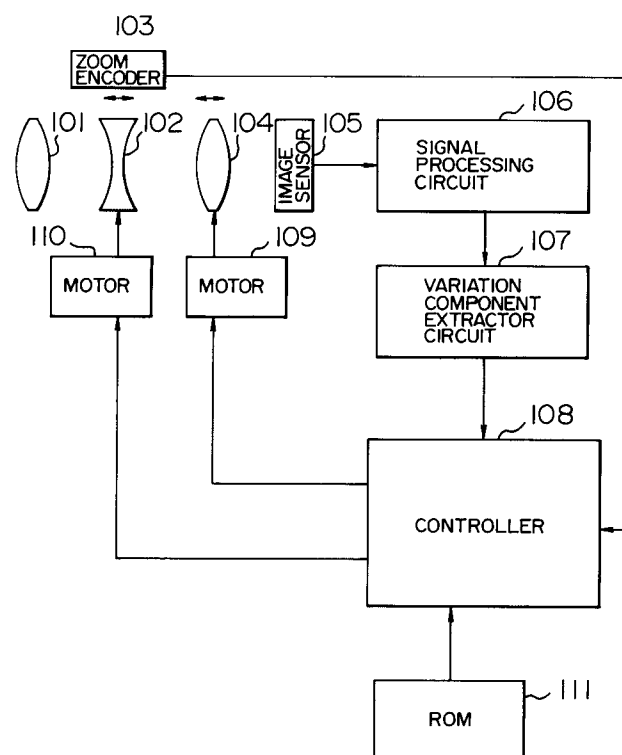 103
ZOOM
ENCODER
101
102
104
105
IMAGE
SENSOR
106
SIGNAL
PROCESSING
CIRCUIT
110
MOTOR
109
MOTOR
107
VARIATION
COMPONENT
EXTRACTOR
CIRCUIT
108
CONTROLLER
111
ROM